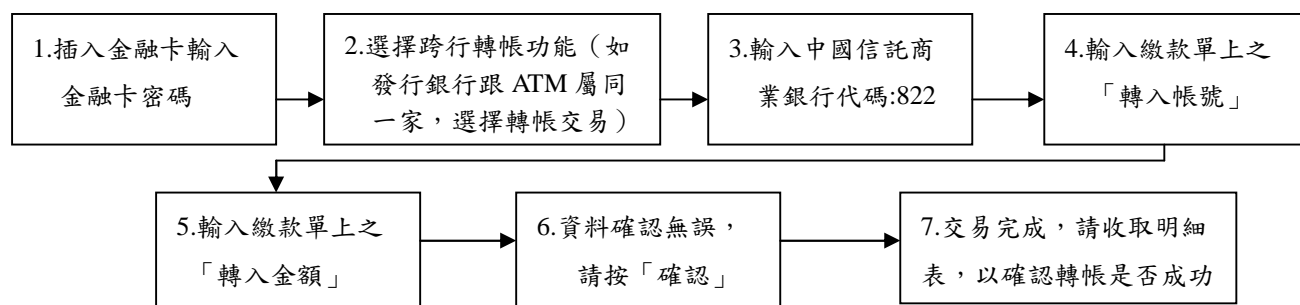 1.插入金融卡輸入
金融卡密碼
2.選擇跨行轉帳功能（如
發行銀行跟 ATM 屬同
一家，選擇轉帳交易）
3.輸入中國信託商
業銀行代碼:822
4.輸入繳款單上之
「轉入帳號」
5.輸入繳款單上之
「轉入金額」
6.資料確認無誤，
請按「確認」
7.交易完成，請收取明細
表，以確認轉帳是否成功